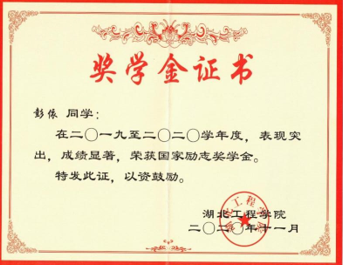 奖学金证书
彭依 同学：
在二〇一九至二〇二〇学年度，表现突
出，成绩显著，荣获国家励志奖学金。
特发此证，以资鼓励。
湖北工程学院
二〇二〇年十一月